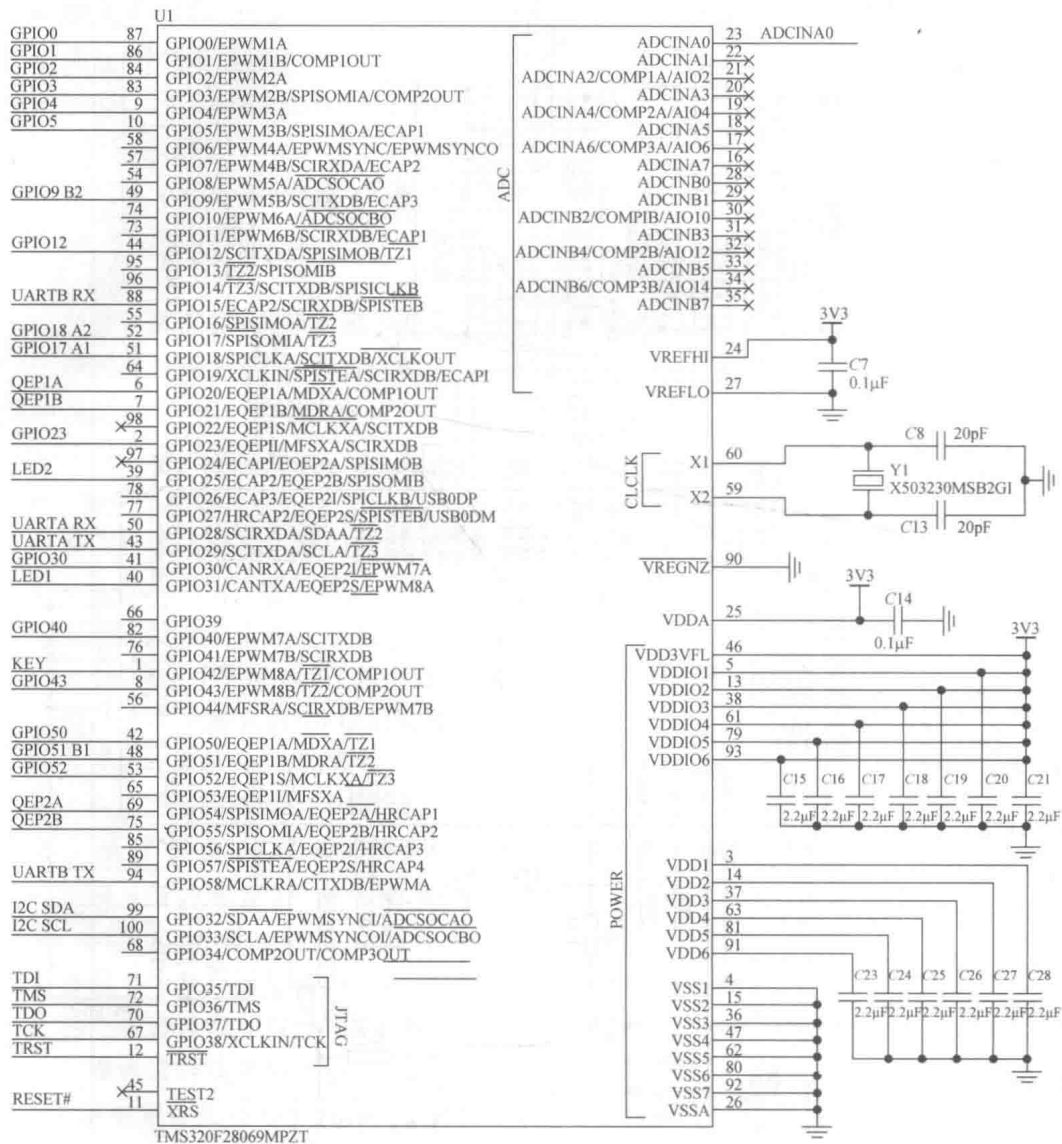 U1
GPIO0 87 GPIO0/EPWM1A
GPIO1 86 GPIO1/EPWM1B/COMP1OUT
GPIO2 84 GPIO2/EPWM2A
GPIO3 83 GPIO3/EPWM2B/SPISOMIA/COMP2OUT
GPIO4 9 GPIO4/EPWM3A
GPIO5 10 GPIO5/EPWM3B/SPISIMOA/ECAP1
58 GPIO6/EPWM4A/EPWMSYNC/EPWMSYNCO
57 GPIO7/EPWM4B/SCIRXDA/ECAP2
54 GPIO8/EPWM5A/ADCSOCAO
GPIO9 B2 49 GPIO9/EPWM5B/SCITXDB/ECAP3
74 GPIO10/EPWM6A/ADCSOCBO
73 GPIO11/EPWM6B/SCIRXDB/ECAP1
GPIO12 44 GPIO12/SCITXDA/SPISIMOB/TZ1
95 GPIO13/TZ2/SPISOMIB
96 GPIO14/TZ3/SCITXDB/SPISICLKB
UARTB RX 88 GPIO15/ECAP2/SCIRXDB/SPISTEB
55 GPIO16/SPISIMOA/TZ2
GPIO18 A2 52 GPIO17/SPISOMIA/TZ3
GPIO17 A1 51 GPIO18/SPICLKA/SCITXDB/XCLKOUT
64 GPIO19/XCLKIN/SPISTEA/SCIRXDB/ECAPI
QEP1A 6 GPIO20/EQEP1A/MDXA/COMP1OUT
QEP1B 7 GPIO21/EQEP1B/MDRA/COMP2OUT
98 GPIO22/EQEP1S/MCLKXA/SCITXDB
GPIO23 2 GPIO23/EQEPII/MFSXA/SCIRXDB
97 GPIO24/ECAPI/EOEP2A/SPISIMOB
LED2 39 GPIO25/ECAP2/EQEP2B/SPISOMIB
78 GPIO26/ECAP3/EQEP2I/SPICLKB/USB0DP
77 GPIO27/HRCAP2/EQEP2S/SPISTEB/USB0DM
UARTA RX 50 GPIO28/SCIRXDA/SDAA/TZ2
UARTA TX 43 GPIO29/SCITXDA/SCLA/TZ3
GPIO30 41 GPIO30/CANRXA/EQEP2I/EPWM7A
LED1 40 GPIO31/CANTXA/EQEP2S/EPWM8A
66 GPIO39
GPIO40 82 GPIO40/EPWM7A/SCITXDB
76 GPIO41/EPWM7B/SCIRXDB
KEY 1 GPIO42/EPWM8A/TZ1/COMP1OUT
GPIO43 8 GPIO43/EPWM8B/TZ2/COMP2OUT
56 GPIO44/MFSRA/SCIRXDB/EPWM7B
GPIO50 42 GPIO50/EQEP1A/MDXA/TZ1
GPIO51 B1 48 GPIO51/EQEP1B/MDRA/TZ2
GPIO52 53 GPIO52/EQEP1S/MCLKXA/TZ3
65 GPIO53/EQEP1I/MFSXA
QEP2A 69 GPIO54/SPISIMOA/EQEP2A/HRCAP1
QEP2B 75 GPIO55/SPISOMIA/EQEP2B/HRCAP2
85 GPIO56/SPICLKA/EQEP2I/HRCAP3
89 GPIO57/SPISTEA/EQEP2S/HRCAP4
UARTB TX 94 GPIO58/MCLKRA/CITXDB/EPWMA
I2C SDA 99 GPIO32/SDAA/EPWMSYNCI/ADCSOCAO
I2C SCL 100 GPIO33/SCLA/EPWMSYNCOI/ADCSOCBO
68 GPIO34/COMP2OUT/COMP3OUT
TDI 71 GPIO35/TDI
TMS 72 GPIO36/TMS
TDO 70 GPIO37/TDO
TCK 67 GPIO38/XCLKIN/TCK
TRST 12 TRST
JTAG
45 TEST2
RESET# 11 XRS
TMS320F28069MPZT
ADC
ADCINA0 23 ADCINA0
ADCINA1 22
ADCINA2/COMP1A/AIO2 21
ADCINA3 20
ADCINA4/COMP2A/AIO4 19
ADCINA5 18
ADCINA6/COMP3A/AIO6 17
ADCINA7 16
ADCINB0 28
ADCINB1 29
ADCINB2/COMPIB/AIO10 30
ADCINB3 31
ADCINB4/COMP2B/AIO12 32
ADCINB5 33
ADCINB6/COMP3B/AIO14 34
ADCINB7 35
3V3
VREFHI 24
C7
0.1μF
VREFLO 27
CLCLK
X1 60
C8 20pF
Y1
X503230MSB2GI
X2 59
C13 20pF
VREGNZ 90
3V3
VDDA 25
C14
0.1μF
3V3
POWER
VDD3VFL 46
VDDIO1 5
VDDIO2 13
VDDIO3 38
VDDIO4 61
VDDIO5 79
VDDIO6 93
C15 C16 C17 C18 C19 C20 C21
2.2μF 2.2μF 2.2μF 2.2μF 2.2μF 2.2μF 2.2μF
VDD1 3
VDD2 14
VDD3 37
VDD4 63
VDD5 81
VDD6 91
C23 C24 C25 C26 C27 C28
2.2μF 2.2μF 2.2μF 2.2μF 2.2μF 2.2μF
VSS1 4
VSS2 15
VSS3 36
VSS4 47
VSS5 62
VSS6 80
VSS7 92
VSSA 26